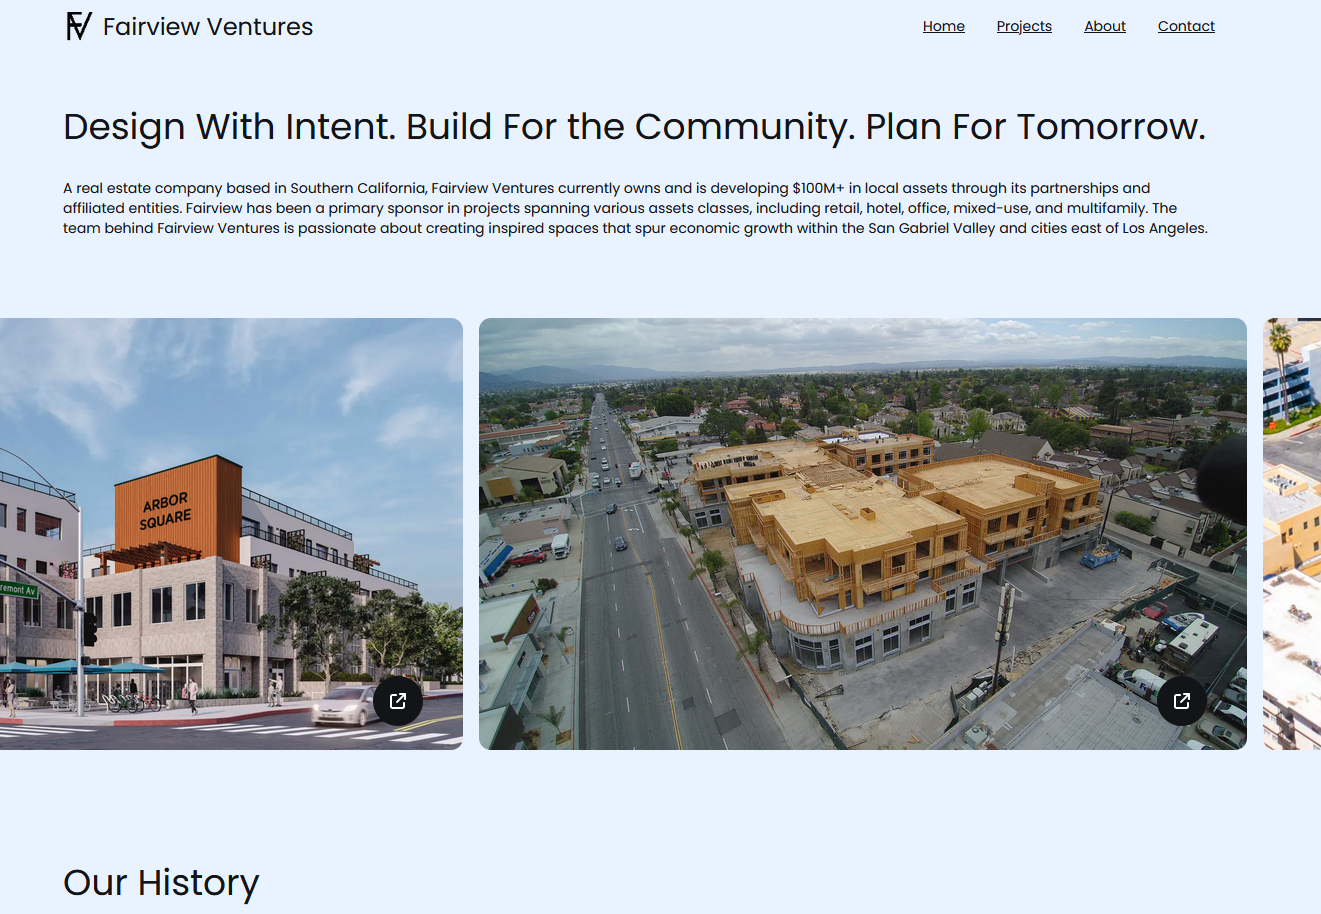 Fairview Ventures
Home Projects About Contact
Design With Intent. Build For the Community. Plan For Tomorrow.
A real estate company based in Southern California, Fairview Ventures currently owns and is developing $100M+ in local assets through its partnerships and
affiliated entities. Fairview has been a primary sponsor in projects spanning various assets classes, including retail, hotel, office, mixed-use, and multifamily. The
team behind Fairview Ventures is passionate about creating inspired spaces that spur economic growth within the San Gabriel Valley and cities east of Los Angeles.
ARBOR
SQUARE
remont Av
Our History